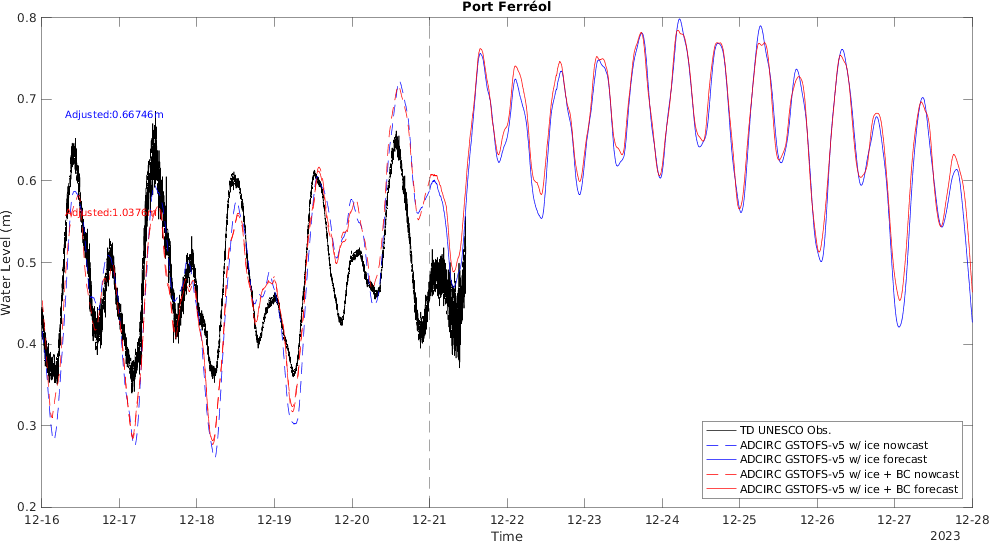 Port Ferréol
0.8
0.7
0.6
0.5
0.4
0.3
0.2
Water Level (m)
Adjusted:0.66746m
Adjusted:1.0376m
TD UNESCO Obs.
ADCIRC GSTOFS-v5 w/ ice nowcast
ADCIRC GSTOFS-v5 w/ ice forecast
ADCIRC GSTOFS-v5 w/ ice + BC nowcast
ADCIRC GSTOFS-v5 w/ ice + BC forecast
12-16 12-17 12-18 12-19 12-20 12-21 12-22 12-23 12-24 12-25 12-26 12-27 12-28
Time
2023